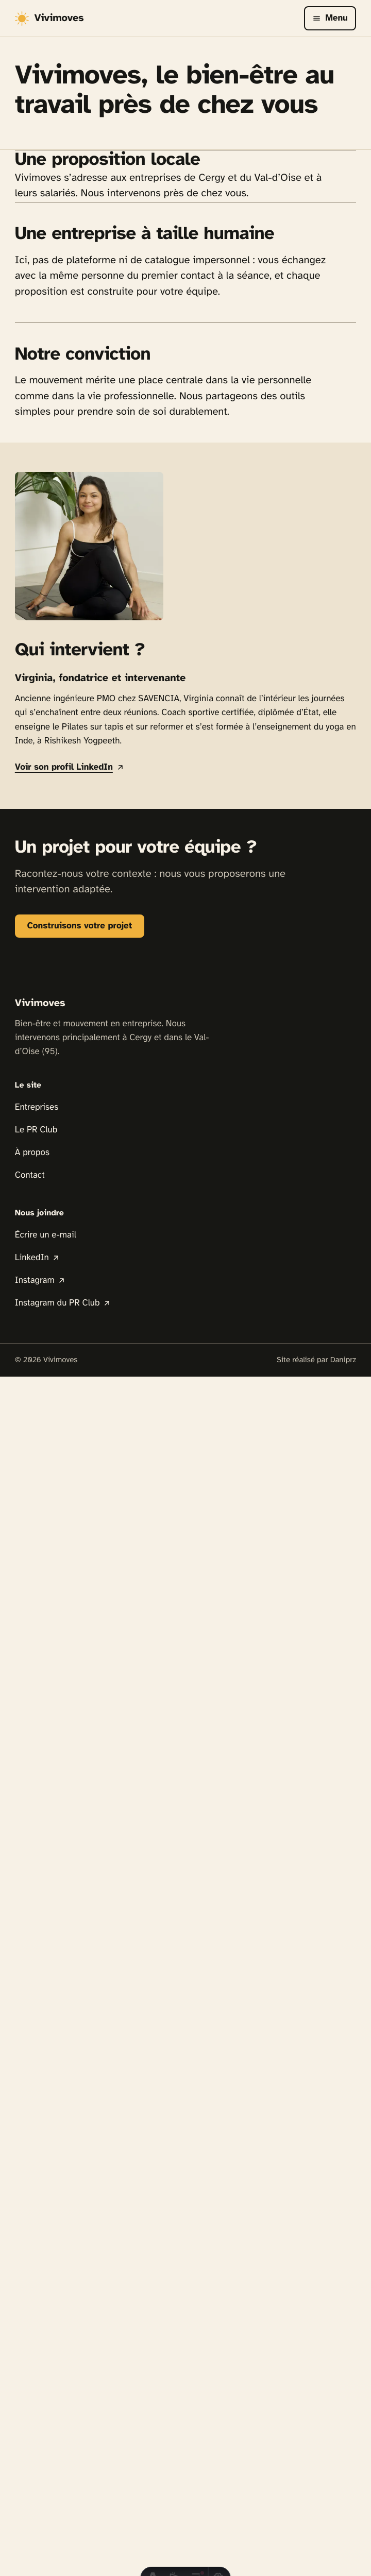 Vivimoves
Menu
Vivimoves, le bien-être au
travail près de chez vous
Une proposition locale
Vivimoves s'adresse aux entreprises de Cergy et du Val-d'Oise et à
leurs salariés. Nous intervenons près de chez vous.
Une entreprise à taille humaine
Ici, pas de plateforme ni de catalogue impersonnel : vous échangez
avec la même personne du premier contact à la séance, et chaque
proposition est construite pour votre équipe.
Notre conviction
Le mouvement mérite une place centrale dans la vie personnelle
comme dans la vie professionnelle. Nous partageons des outils
simples pour prendre soin de soi durablement.
Qui intervient ?
Virginia, fondatrice et intervenante
Ancienne ingénieure PMO chez SAVENCIA, Virginia connaît de l'intérieur les journées
qui s'enchaînent entre deux réunions. Coach sportive certifiée, diplômée d'État, elle
enseigne le Pilates sur tapis et sur reformer et s'est formée à l'enseignement du yoga en
Inde, à Rishikesh Yogpeeth.
Voir son profil LinkedIn ↗
Un projet pour votre équipe ?
Racontez-nous votre contexte : nous vous proposerons une
intervention adaptée.
Construisons votre projet
Vivimoves
Bien-être et mouvement en entreprise. Nous
intervenons principalement à Cergy et dans le Val-
d'Oise (95).
Le site
Entreprises
Le PR Club
À propos
Contact
Nous joindre
Écrire un e-mail
LinkedIn ↗
Instagram ↗
Instagram du PR Club ↗
© 2026 Vivimoves
Site réalisé par Daniprz